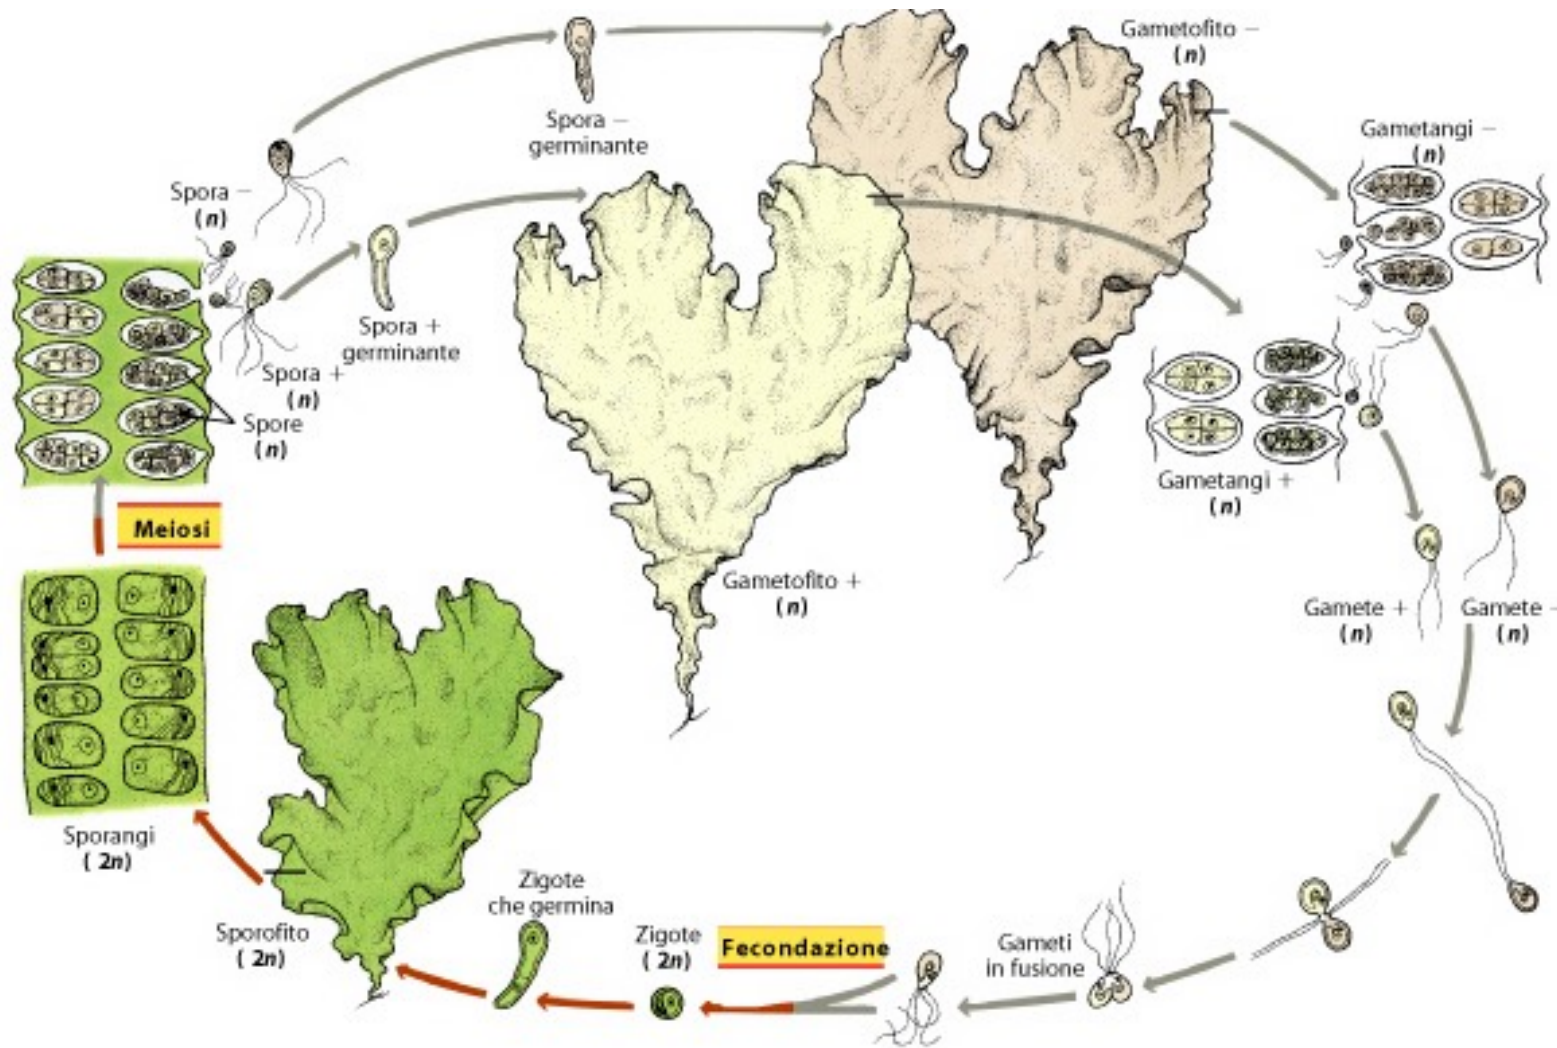 Gametofito −
(n)
Spora −
germinante
Gametangi −
(n)
Spora −
(n)
Spora +
germinante
Spora +
(n)
Spore
(n)
Gametangi +
(n)
Meiosi
Gametofito +
(n)
Gamete +
(n)
Gamete -
(n)
Sporangi
( 2n)
Zigote
che germina
Sporofito
( 2n)
Zigote
( 2n)
Fecondazione
Gameti
in fusione